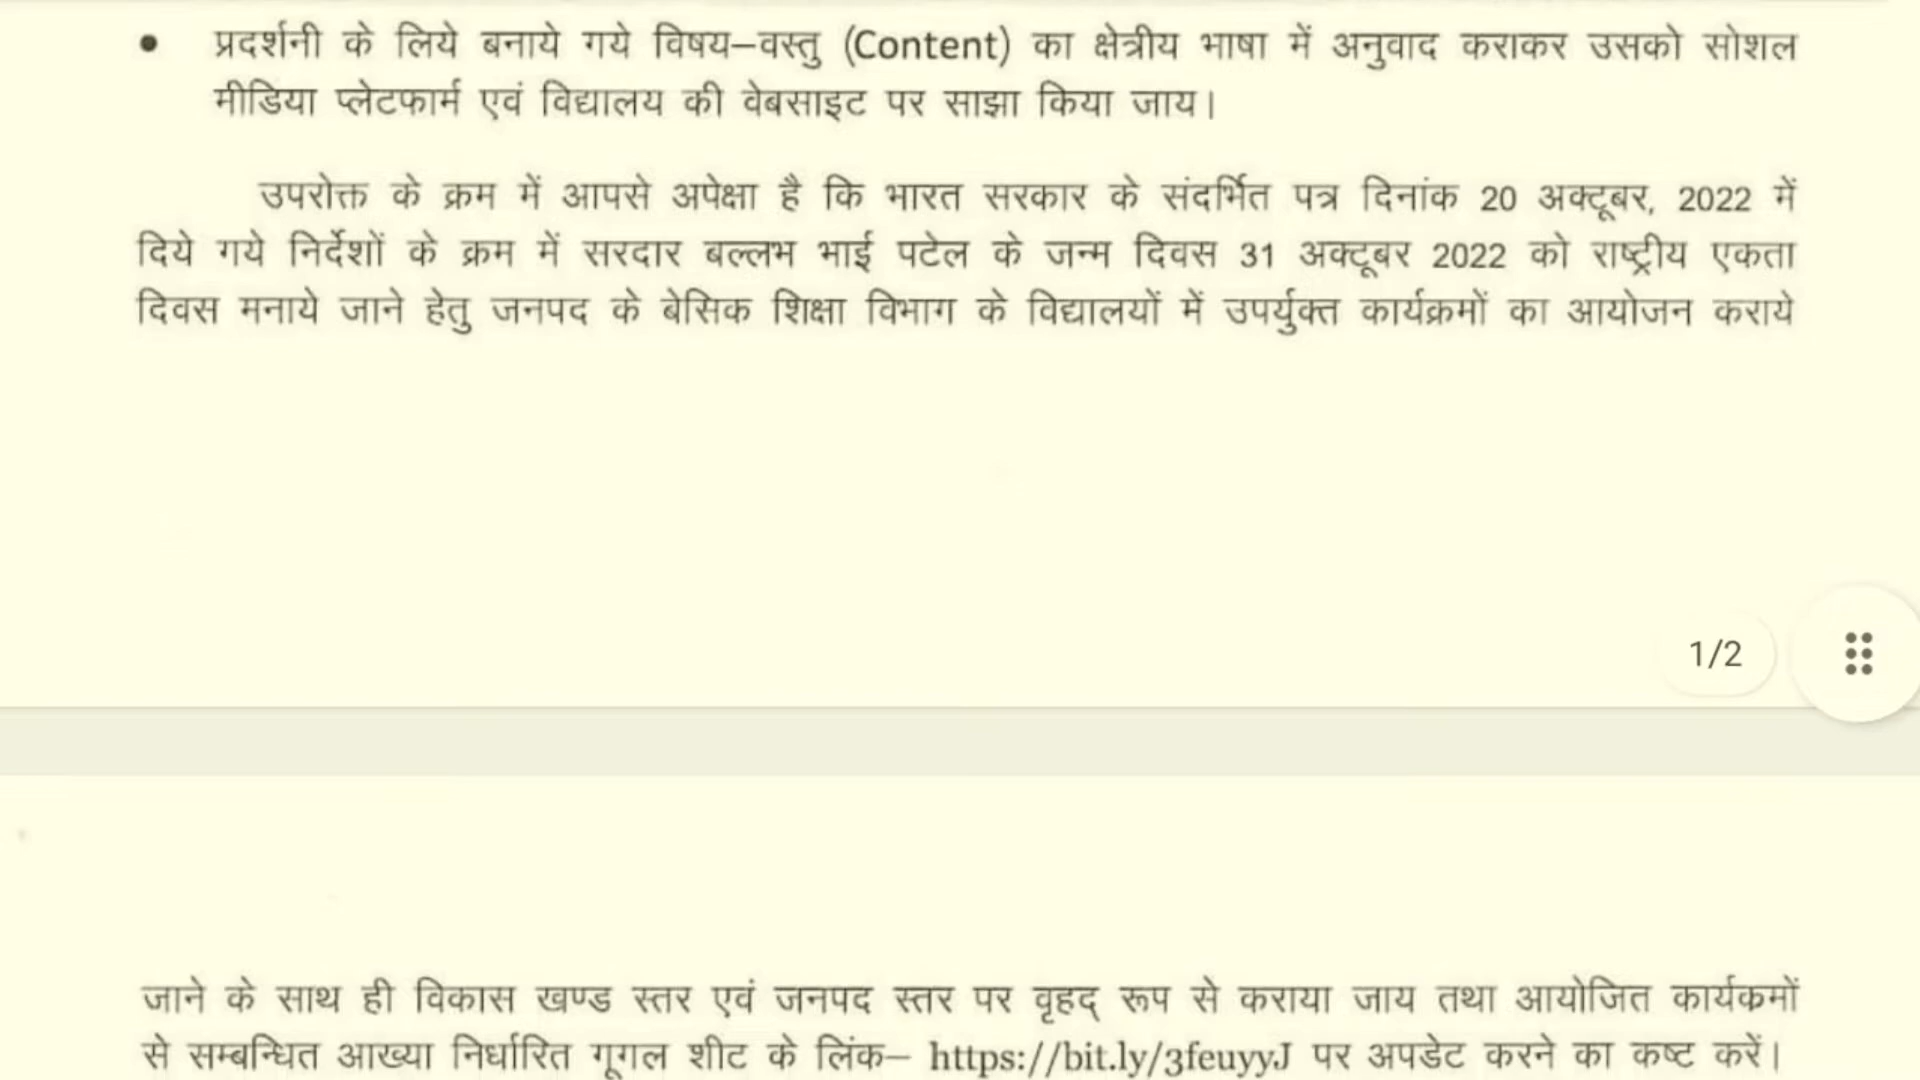 ● प्रदर्शनी के लिये बनाये गये विषय–वस्तु (Content) का क्षेत्रीय भाषा में अनुवाद कराकर उसको सोशल
मीडिया प्लेटफार्म एवं विद्यालय की वेबसाइट पर साझा किया जाय।
उपरोक्त के क्रम में आपसे अपेक्षा है कि भारत सरकार के संदर्भित पत्र दिनांक 20 अक्टूबर, 2022 में
दिये गये निर्देशों के क्रम में सरदार बल्लभ भाई पटेल के जन्म दिवस 31 अक्टूबर 2022 को राष्ट्रीय एकता
दिवस मनाये जाने हेतु जनपद के बेसिक शिक्षा विभाग के विद्यालयों में उपर्युक्त कार्यक्रमों का आयोजन कराये
1/2
जाने के साथ ही विकास खण्ड स्तर एवं जनपद स्तर पर वृहद् रूप से कराया जाय तथा आयोजित कार्यकमों
से सम्बन्धित आख्या निर्धारित गूगल शीट के लिंक– https://bit.ly/3feuyyJ पर अपडेट करने का कष्ट करें।